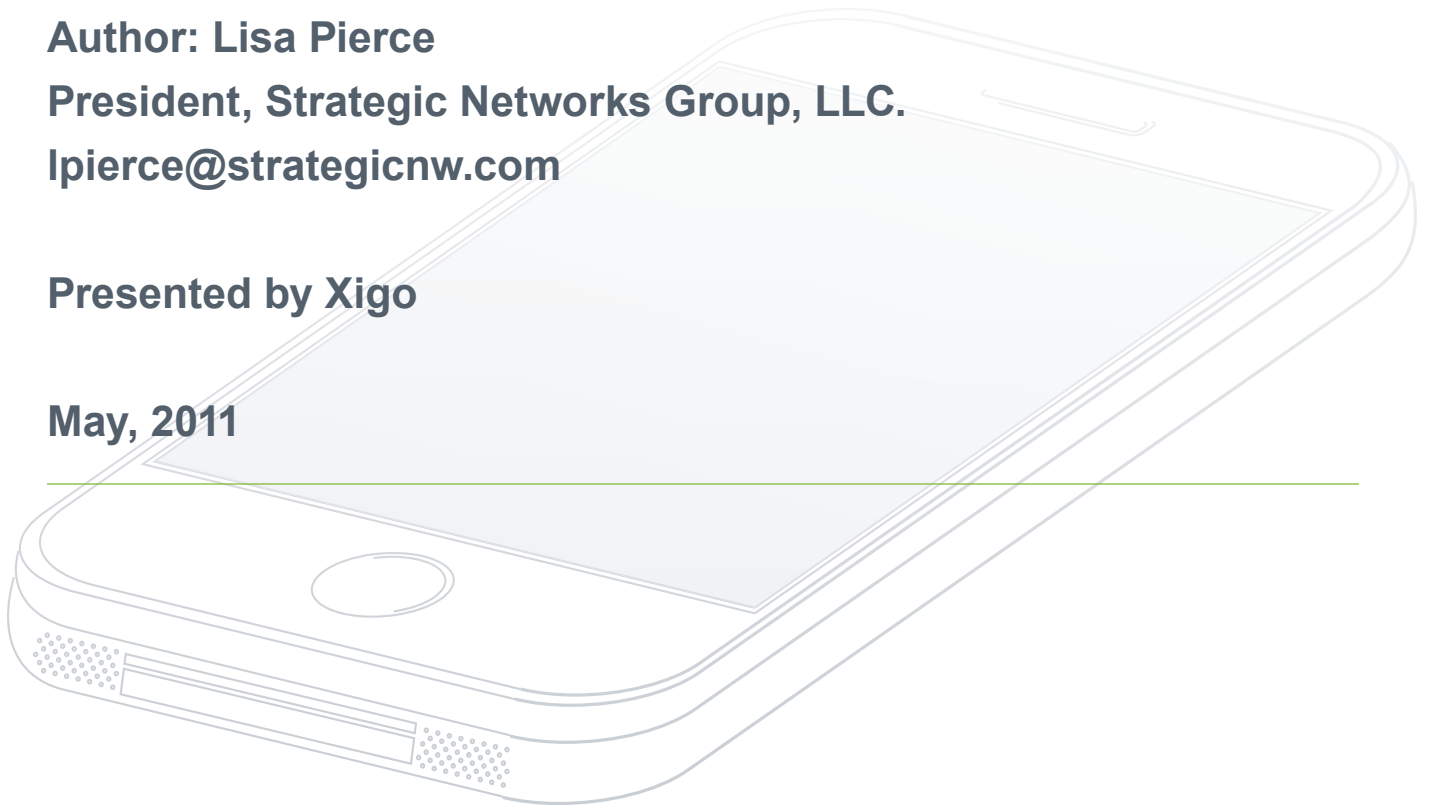 Author: Lisa Pierce
President, Strategic Networks Group, LLC.
lpierce@strategicnw.com
Presented by Xigo
May, 2011